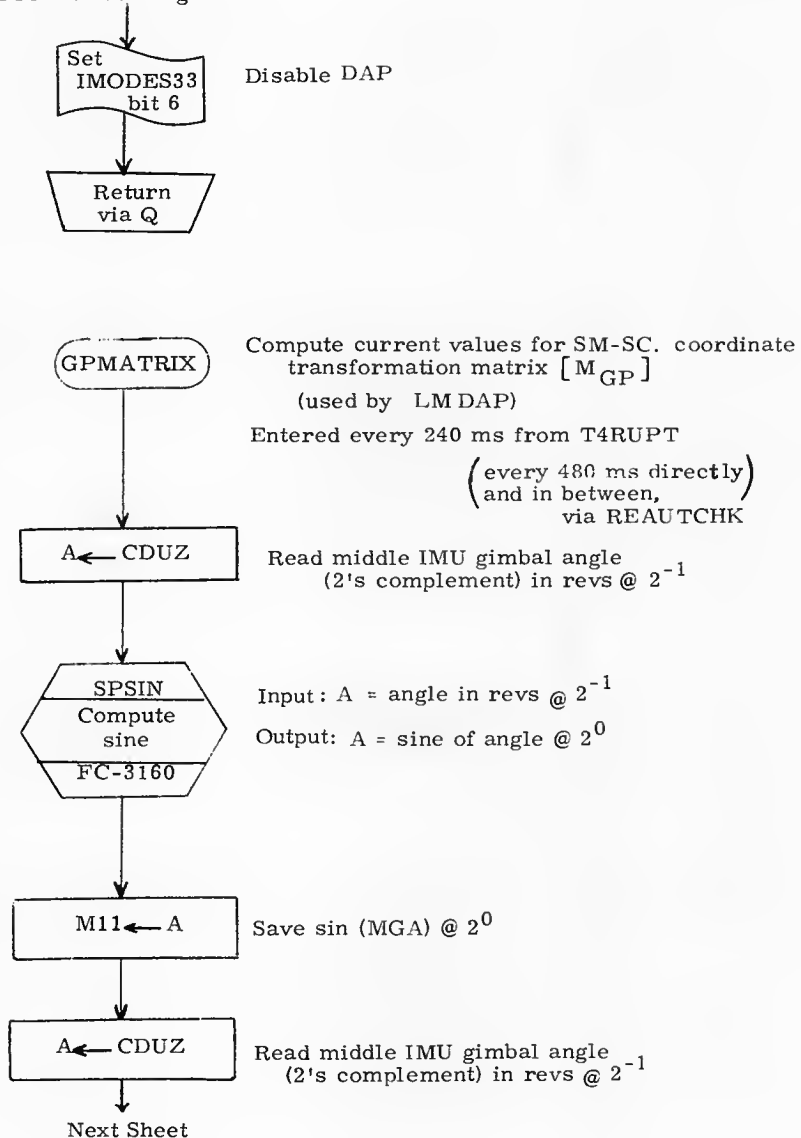 Set
IMODES33
bit 6
Disable DAP
Return
via Q
GPMATRIX
Compute current values for SM-SC. coordinate
transformation matrix [M_GP]
(used by LM DAP)
Entered every 240 ms from T4RUPT
(every 480 ms directly)
and in between,
via REAUTCHK
A← CDUZ
Read middle IMU gimbal angle
(2's complement) in revs @ 2^-1
SPSIN
Compute
sine
FC-3160
Input: A = angle in revs @ 2^-1
Output: A = sine of angle @ 2^0
M11← A
Save sin (MGA) @ 2^0
A← CDUZ
Read middle IMU gimbal angle
(2's complement) in revs @ 2^-1
Next Sheet